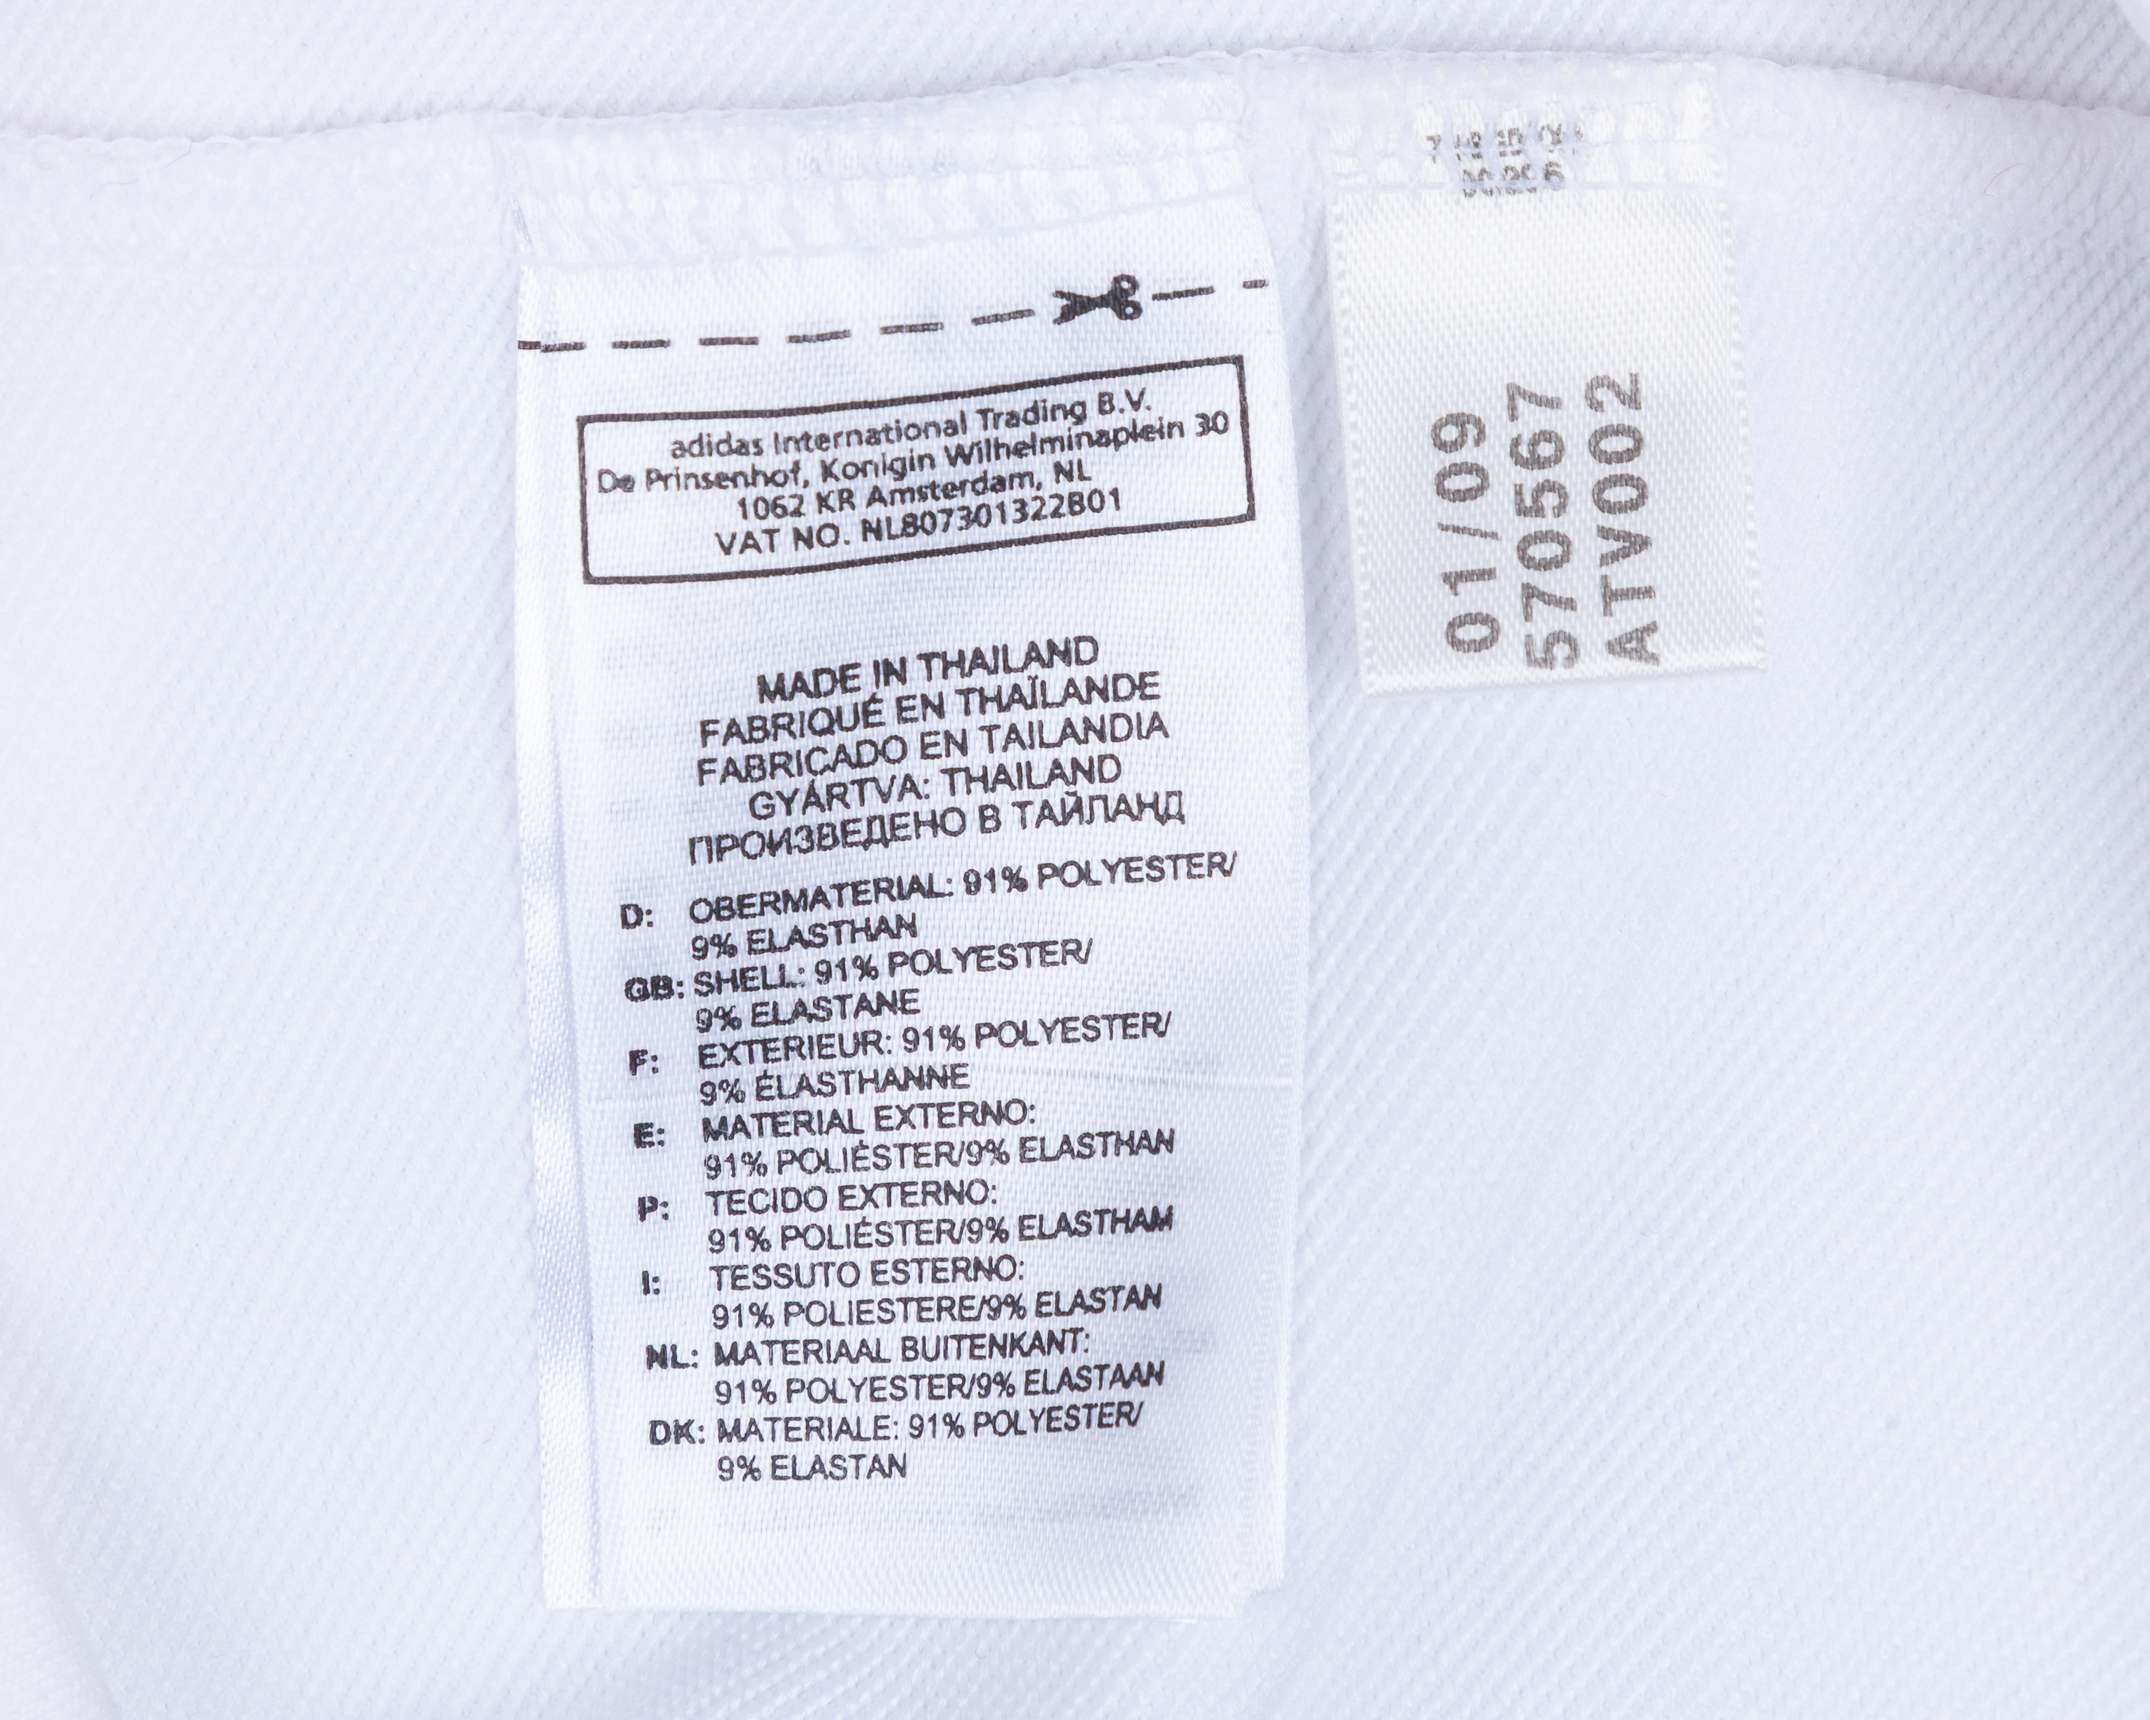 adidas International Trading B.V.
De Prinsenhof, Konigin Wilhelminaplein 30
1062 KR Amsterdam, NL
VAT NO. NL807301322B01
MADE IN THAILAND
FABRIQUÉ EN THAÏLANDE
FABRICADO EN TAILANDIA
GYÁRTVA: THAILAND
ПРОИЗВЕДЕНО В ТАЙЛАНД
D: OBERMATERIAL: 91% POLYESTER/
9% ELASTHAN
GB: SHELL: 91% POLYESTER/
9% ELASTANE
F: EXTERIEUR: 91% POLYESTER/
9% ÉLASTHANNE
E: MATERIAL EXTERNO:
91% POLIÉSTER/9% ELASTHAN
P: TECIDO EXTERNO:
91% POLIÉSTER/9% ELASTHAM
I: TESSUTO ESTERNO:
91% POLIESTERE/9% ELASTAN
NL: MATERIAAL BUITENKANT:
91% POLYESTER/9% ELASTAAN
DK: MATERIALE: 91% POLYESTER/
9% ELASTAN
01/09
570567
ATV002